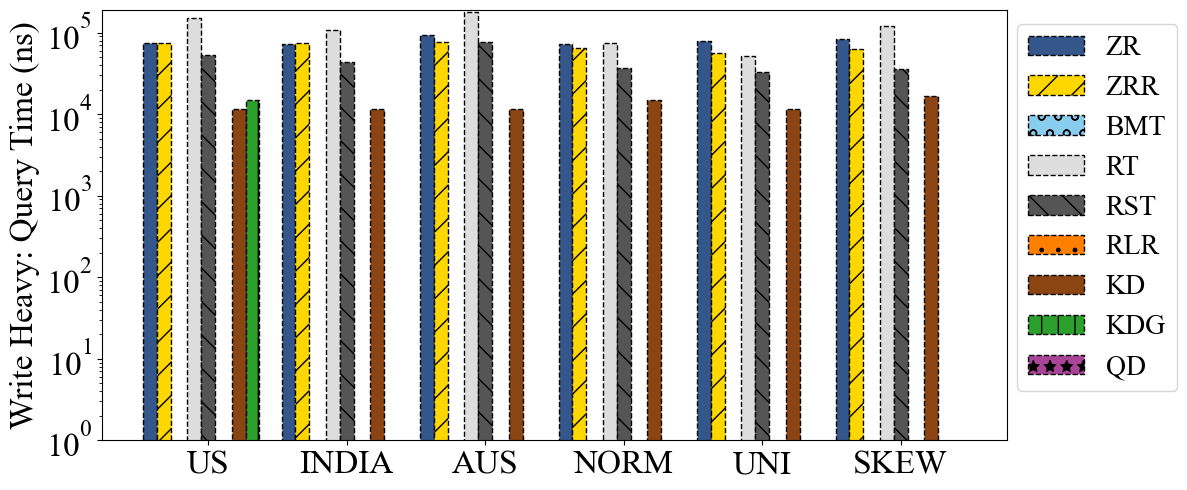 Write Heavy: Query Time (ns)
10^5
10^4
10^3
10^2
10^1
10^0
US INDIA AUS NORM UNI SKEW
ZR
ZRR
BMT
RT
RST
RLR
KD
KDG
QD